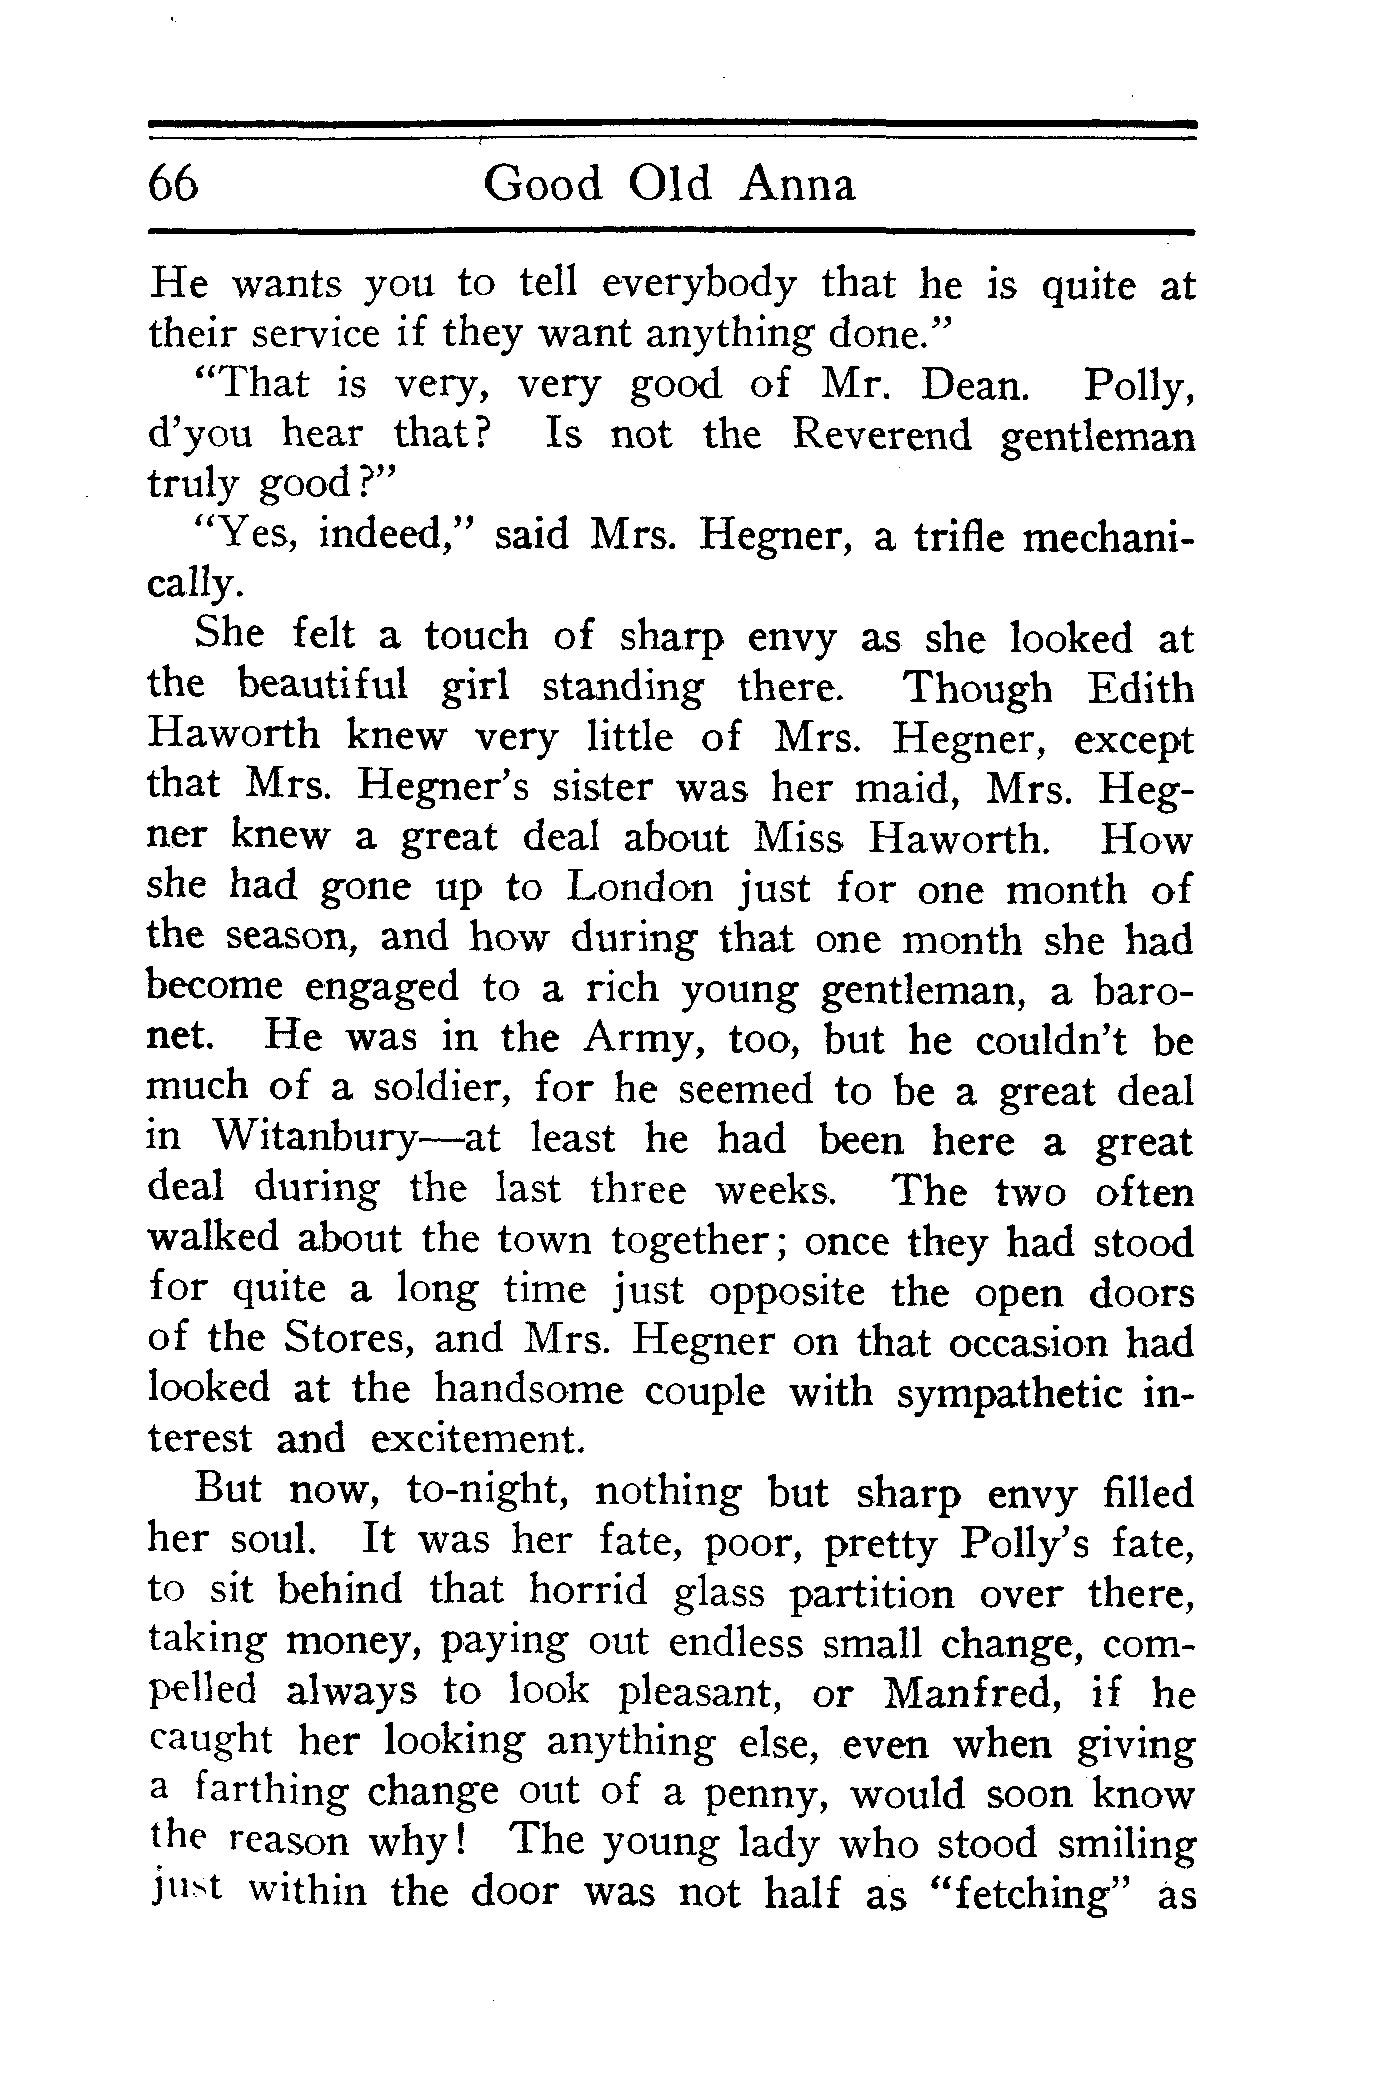 66 Good Old Anna
He wants you to tell everybody that he is quite at
their service if they want anything done.”
“That is very, very good of Mr. Dean. Polly,
d’you hear that? Is not the Reverend gentleman
truly good?”
“Yes, indeed,” said Mrs. Hegner, a trifle mechani-
cally.
She felt a touch of sharp envy as she looked at
the beautiful girl standing there. Though Edith
Haworth knew very little of Mrs. Hegner, except
that Mrs. Hegner’s sister was her maid, Mrs. Heg-
ner knew a great deal about Miss Haworth. How
she had gone up to London just for one month of
the season, and how during that one month she had
become engaged to a rich young gentleman, a baro-
net. He was in the Army, too, but he couldn’t be
much of a soldier, for he seemed to be a great deal
in Witanbury—at least he had been here a great
deal during the last three weeks. The two often
walked about the town together; once they had stood
for quite a long time just opposite the open doors
of the Stores, and Mrs. Hegner on that occasion had
looked at the handsome couple with sympathetic in-
terest and excitement.
But now, to-night, nothing but sharp envy filled
her soul. It was her fate, poor, pretty Polly’s fate,
to sit behind that horrid glass partition over there,
taking money, paying out endless small change, com-
pelled always to look pleasant, or Manfred, if he
caught her looking anything else, even when giving
a farthing change out of a penny, would soon know
the reason why! The young lady who stood smiling
just within the door was not half as “fetching” as